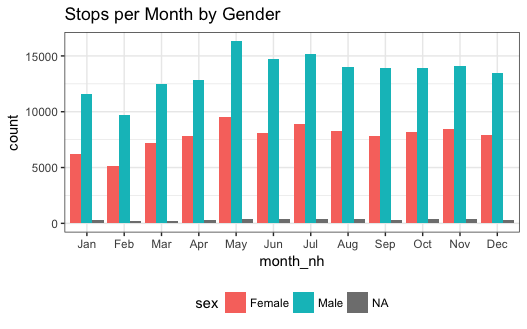 Stops per Month by Gender
15000
10000
5000
0
count
Jan Feb Mar Apr May Jun Jul Aug Sep Oct Nov Dec
month_nh
sex Female Male NA